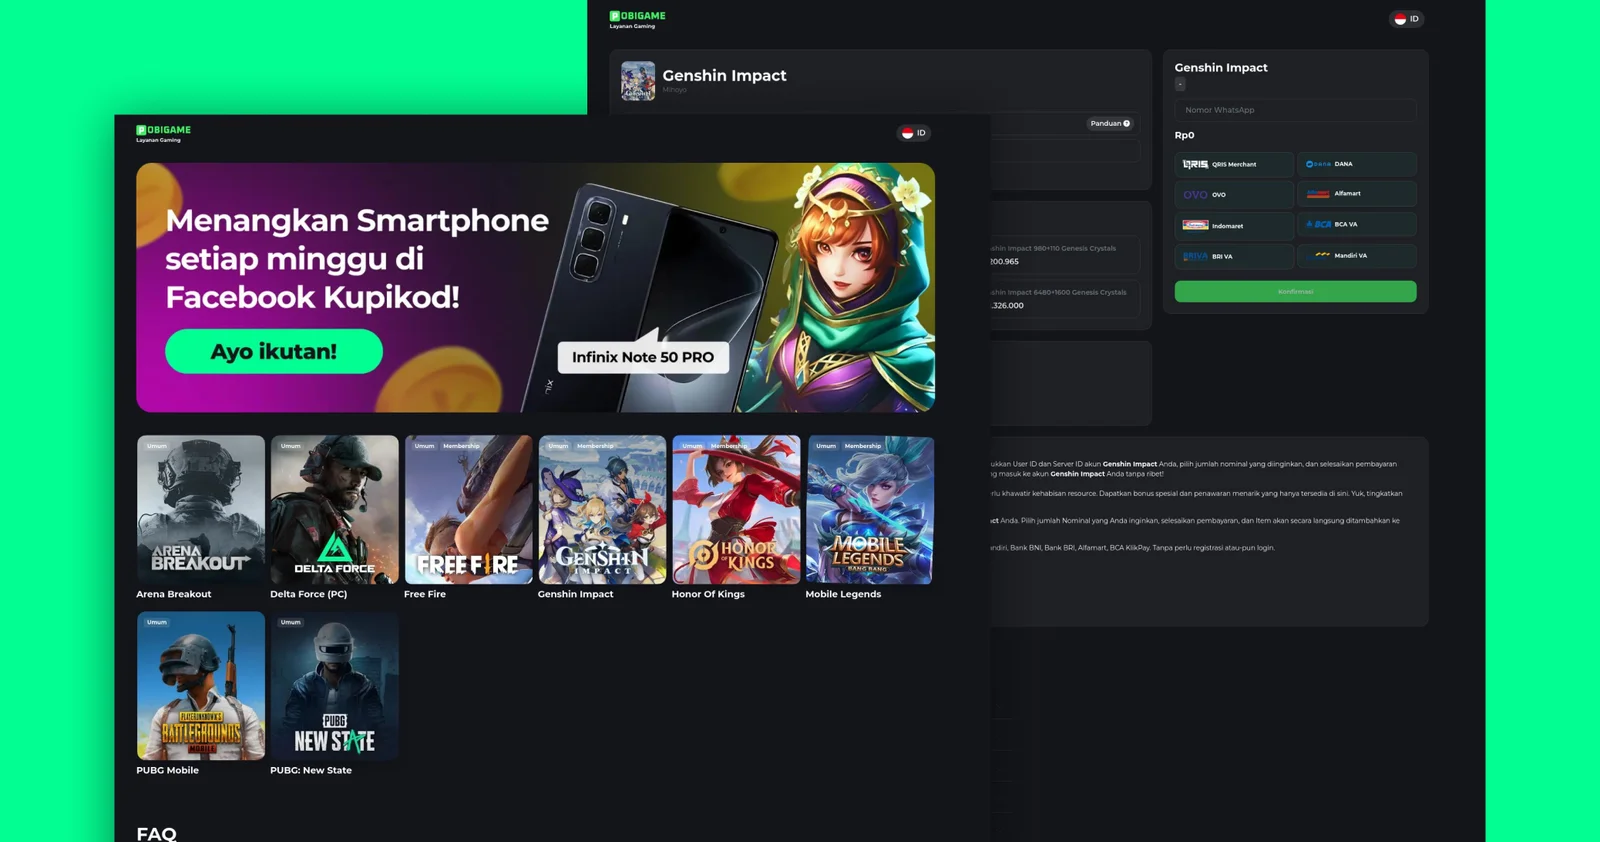 POBIGAME
Layanan Gaming
ID
Genshin Impact
Mihoyo
Panduan
Genshin Impact
-
Nomor WhatsApp
Rp0
QRIS
QRIS Merchant
DANA
DANA
OVO
OVO
Alfamart
Indomaret
BCA
BCA VA
BRIVA
BRI VA
Mandiri VA
Konfirmasi
shin Impact 980+110 Genesis Crystals
200.965
shin Impact 6480+1600 Genesis Crystals
.326.000
ukkan User ID dan Server ID akun Genshin Impact Anda, pilih jumlah nominal yang diinginkan, dan selesaikan pembayaran
g masuk ke akun Genshin Impact Anda tanpa ribet!
rlu khawatir kehabisan resource. Dapatkan bonus spesial dan penawaran menarik yang hanya tersedia di sini. Yuk, tingkatkan
ct Anda. Pilih jumlah Nominal yang Anda inginkan, selesaikan pembayaran, dan Item akan secara langsung ditambahkan ke
ndiri, Bank BNI, Bank BRI, Alfamart, BCA KlikPay. Tanpa perlu registrasi atau-pun login.
POBIGAME
Layanan Gaming
ID
Menangkan Smartphone
setiap minggu di
Facebook Kupikod!
Ayo ikutan!
Infinix Note 50 PRO
Umum
ARENA
BREAKOUT
Arena Breakout
Umum
DELTA FORCE
Delta Force (PC)
Umum Membership
FREE FIRE
Free Fire
Umum Membership
GENSHIN
IMPACT
Genshin Impact
Umum Membership
HONOR
OF KINGS
Honor Of Kings
Umum Membership
MOBILE
LEGENDS
BANG BANG
Mobile Legends
Umum
PLAYERUNKNOWN'S
BATTLEGROUNDS
MOBILE
PUBG Mobile
Umum
PUBG
NEW STATE
PUBG: New State
FAQ